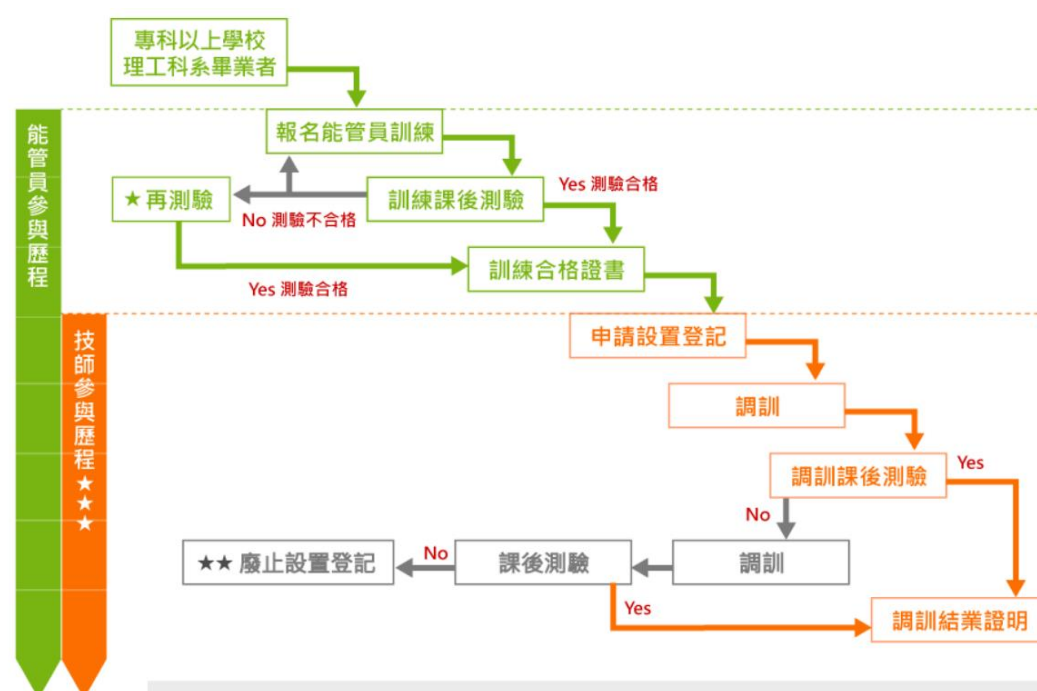 專科以上學校
理工科系畢業者
能管員參與歷程
報名能管員訓練
★再測驗
訓練課後測驗
Yes 測驗合格
No 測驗不合格
訓練合格證書
Yes 測驗合格
技師參與歷程★★★
申請設置登記
調訓
調訓課後測驗
Yes
No
★★ 廢止設置登記
No
課後測驗
調訓
Yes
調訓結業證明